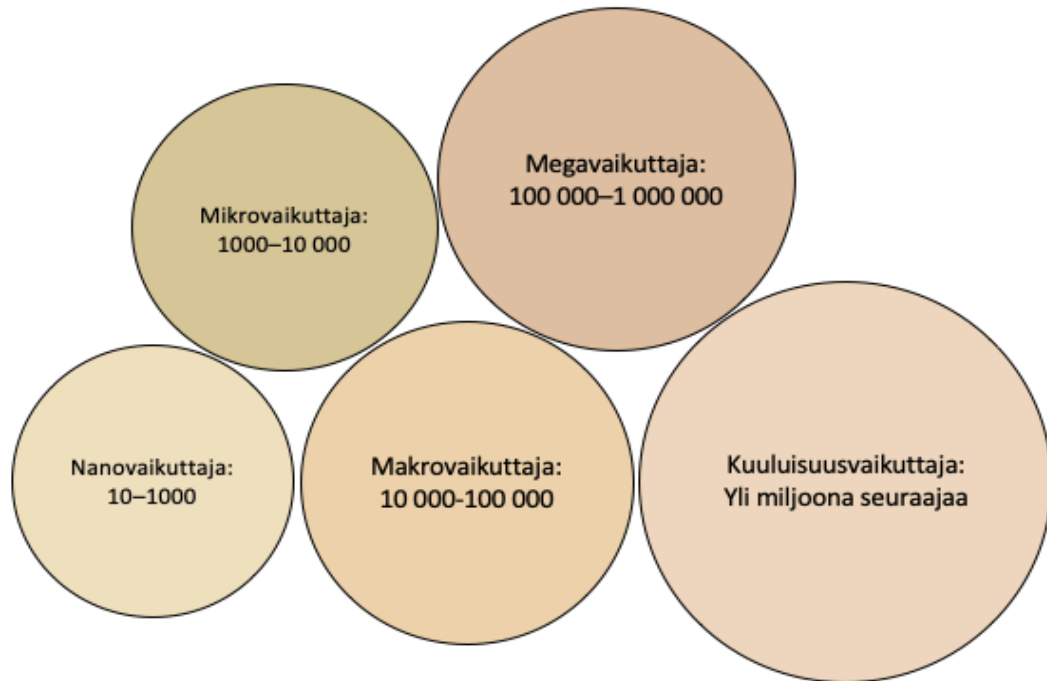 Megavaikuttaja:
100 000–1 000 000
Mikrovaikuttaja:
1000–10 000
Nanovaikuttaja:
10–1000
Makrovaikuttaja:
10 000-100 000
Kuuluisuusvaikuttaja:
Yli miljoona seuraajaa